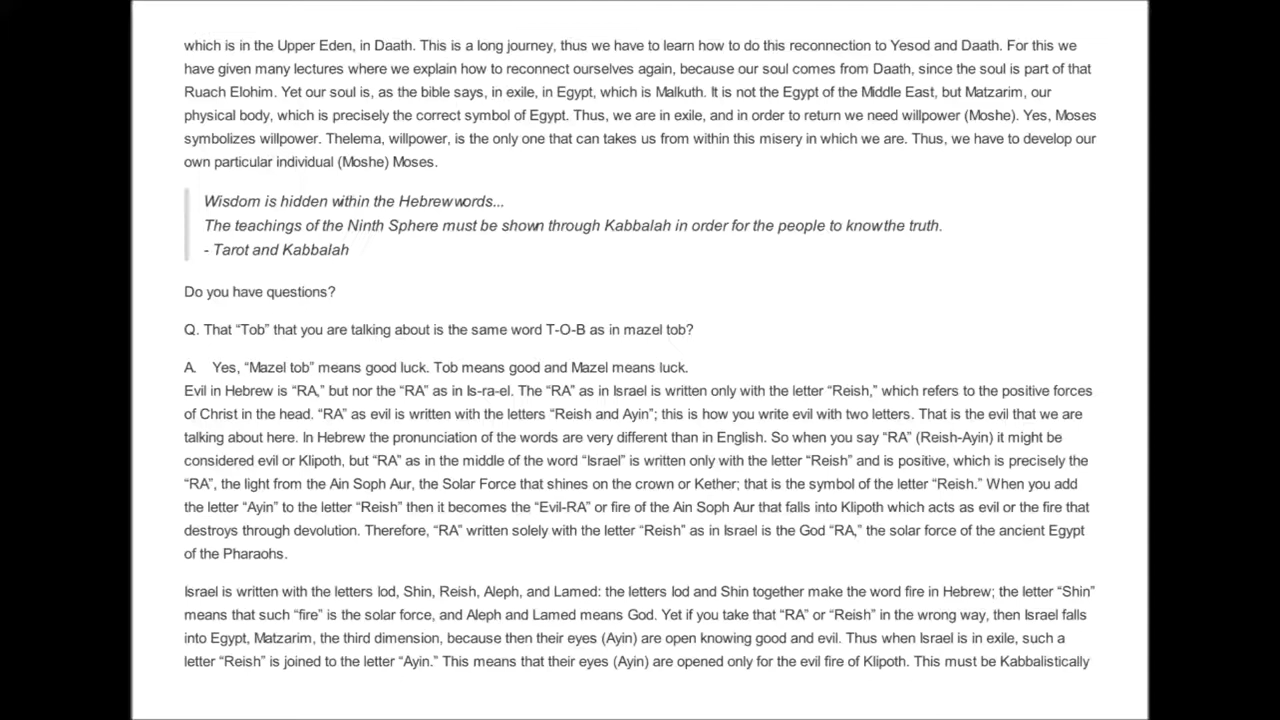 which is in the Upper Eden, in Daath. This is a long journey, thus we have to learn how to do this reconnection to Yesod and Daath. For this we
have given many lectures where we explain how to reconnect ourselves again, because our soul comes from Daath, since the soul is part of that
Ruach Elohim. Yet our soul is, as the bible says, in exile, in Egypt, which is Malkuth. It is not the Egypt of the Middle East, but Matzarim, our
physical body, which is precisely the correct symbol of Egypt. Thus, we are in exile, and in order to return we need willpower (Moshe). Yes, Moses
symbolizes willpower. Thelema, willpower, is the only one that can takes us from within this misery in which we are. Thus, we have to develop our
own particular individual (Moshe) Moses.
Wisdom is hidden within the Hebrew words...
The teachings of the Ninth Sphere must be shown through Kabbalah in order for the people to know the truth.
- Tarot and Kabbalah
Do you have questions?
Q. That “Tob” that you are talking about is the same word T-O-B as in mazel tob?
A. Yes, “Mazel tob” means good luck. Tob means good and Mazel means luck.
Evil in Hebrew is “RA,” but nor the “RA” as in Is-ra-el. The “RA” as in Israel is written only with the letter “Reish,” which refers to the positive forces
of Christ in the head. “RA” as evil is written with the letters “Reish and Ayin”; this is how you write evil with two letters. That is the evil that we are
talking about here. In Hebrew the pronunciation of the words are very different than in English. So when you say “RA” (Reish-Ayin) it might be
considered evil or Klipoth, but “RA” as in the middle of the word “Israel” is written only with the letter “Reish” and is positive, which is precisely the
“RA”, the light from the Ain Soph Aur, the Solar Force that shines on the crown or Kether; that is the symbol of the letter “Reish.” When you add
the letter “Ayin” to the letter “Reish” then it becomes the “Evil-RA” or fire of the Ain Soph Aur that falls into Klipoth which acts as evil or the fire that
destroys through devolution. Therefore, “RA” written solely with the letter “Reish” as in Israel is the God “RA,” the solar force of the ancient Egypt
of the Pharaohs.
Israel is written with the letters Iod, Shin, Reish, Aleph, and Lamed: the letters Iod and Shin together make the word fire in Hebrew; the letter “Shin”
means that such “fire” is the solar force, and Aleph and Lamed means God. Yet if you take that “RA” or “Reish” in the wrong way, then Israel falls
into Egypt, Matzarim, the third dimension, because then their eyes (Ayin) are open knowing good and evil. Thus when Israel is in exile, such a
letter “Reish” is joined to the letter “Ayin.” This means that their eyes (Ayin) are opened only for the evil fire of Klipoth. This must be Kabbalistically